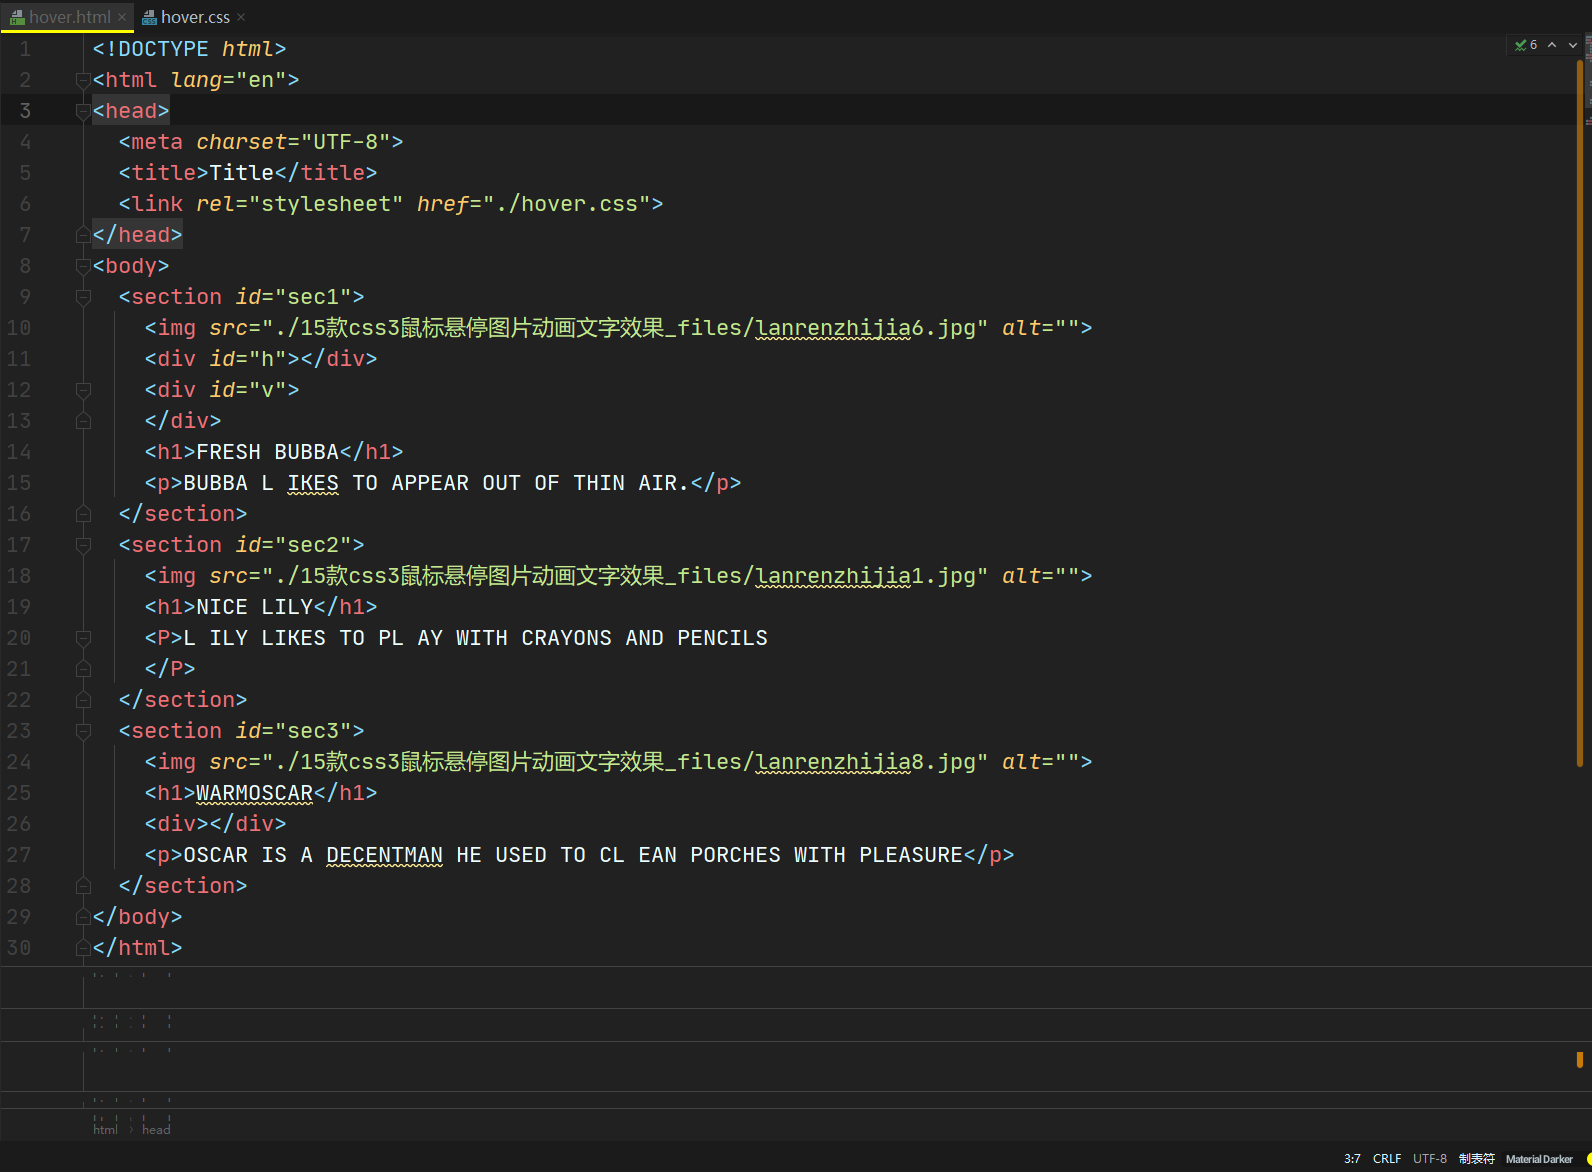 hover.html × hover.css ×
6
1 <!DOCTYPE html>
2 <html lang="en">
3 <head>
4 <meta charset="UTF-8">
5 <title>Title</title>
6 <link rel="stylesheet" href="./hover.css">
7 </head>
8 <body>
9 <section id="sec1">
10 <img src="./15款css3鼠标悬停图片动画文字效果_files/lanrenzhijia6.jpg" alt="">
11 <div id="h"></div>
12 <div id="v">
13 </div>
14 <h1>FRESH BUBBA</h1>
15 <p>BUBBA L IKES TO APPEAR OUT OF THIN AIR.</p>
16 </section>
17 <section id="sec2">
18 <img src="./15款css3鼠标悬停图片动画文字效果_files/lanrenzhijia1.jpg" alt="">
19 <h1>NICE LILY</h1>
20 <P>L ILY LIKES TO PL AY WITH CRAYONS AND PENCILS
21 </P>
22 </section>
23 <section id="sec3">
24 <img src="./15款css3鼠标悬停图片动画文字效果_files/lanrenzhijia8.jpg" alt="">
25 <h1>WARMOSCAR</h1>
26 <div></div>
27 <p>OSCAR IS A DECENTMAN HE USED TO CL EAN PORCHES WITH PLEASURE</p>
28 </section>
29 </body>
30 </html>
html › head
3:7 CRLF UTF-8 制表符 Material Darker